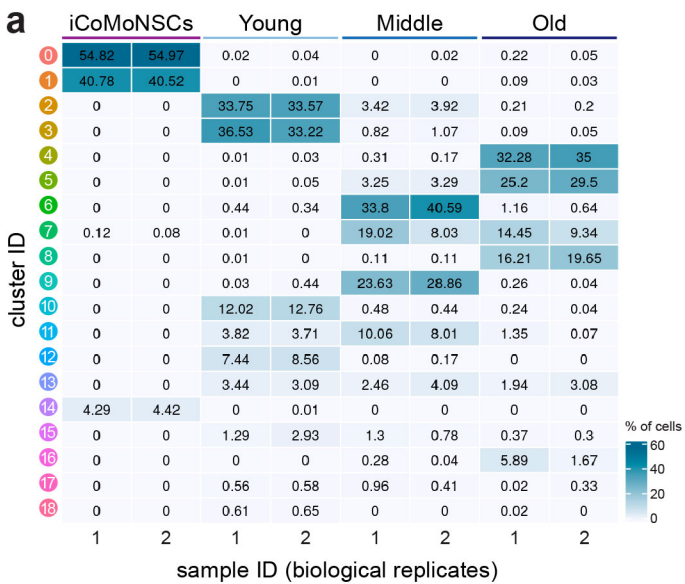 a
iCoMoNSCs Young Middle Old
0 54.82 54.97 0.02 0.04 0 0.02 0.22 0.05
1 40.78 40.52 0 0.01 0 0 0.09 0.03
2 0 0 33.75 33.57 3.42 3.92 0.21 0.2
3 0 0 36.53 33.22 0.82 1.07 0.09 0.05
4 0 0 0.01 0.03 0.31 0.17 32.28 35
5 0 0 0.01 0.05 3.25 3.29 25.2 29.5
6 0 0 0.44 0.34 33.8 40.59 1.16 0.64
7 0.12 0.08 0.01 0 19.02 8.03 14.45 9.34
8 0 0 0.01 0 0.11 0.11 16.21 19.65
9 0 0 0.03 0.44 23.63 28.86 0.26 0.04
10 0 0 12.02 12.76 0.48 0.44 0.24 0.04
11 0 0 3.82 3.71 10.06 8.01 1.35 0.07
12 0 0 7.44 8.56 0.08 0.17 0 0
13 0 0 3.44 3.09 2.46 4.09 1.94 3.08
14 4.29 4.42 0 0.01 0 0 0 0
15 0 0 1.29 2.93 1.3 0.78 0.37 0.3
16 0 0 0 0 0.28 0.04 5.89 1.67
17 0 0 0.56 0.58 0.96 0.41 0.02 0.33
18 0 0 0.61 0.65 0 0 0.02 0
1 2 1 2 1 2 1 2
sample ID (biological replicates)
cluster ID
% of cells
60
40
20
0